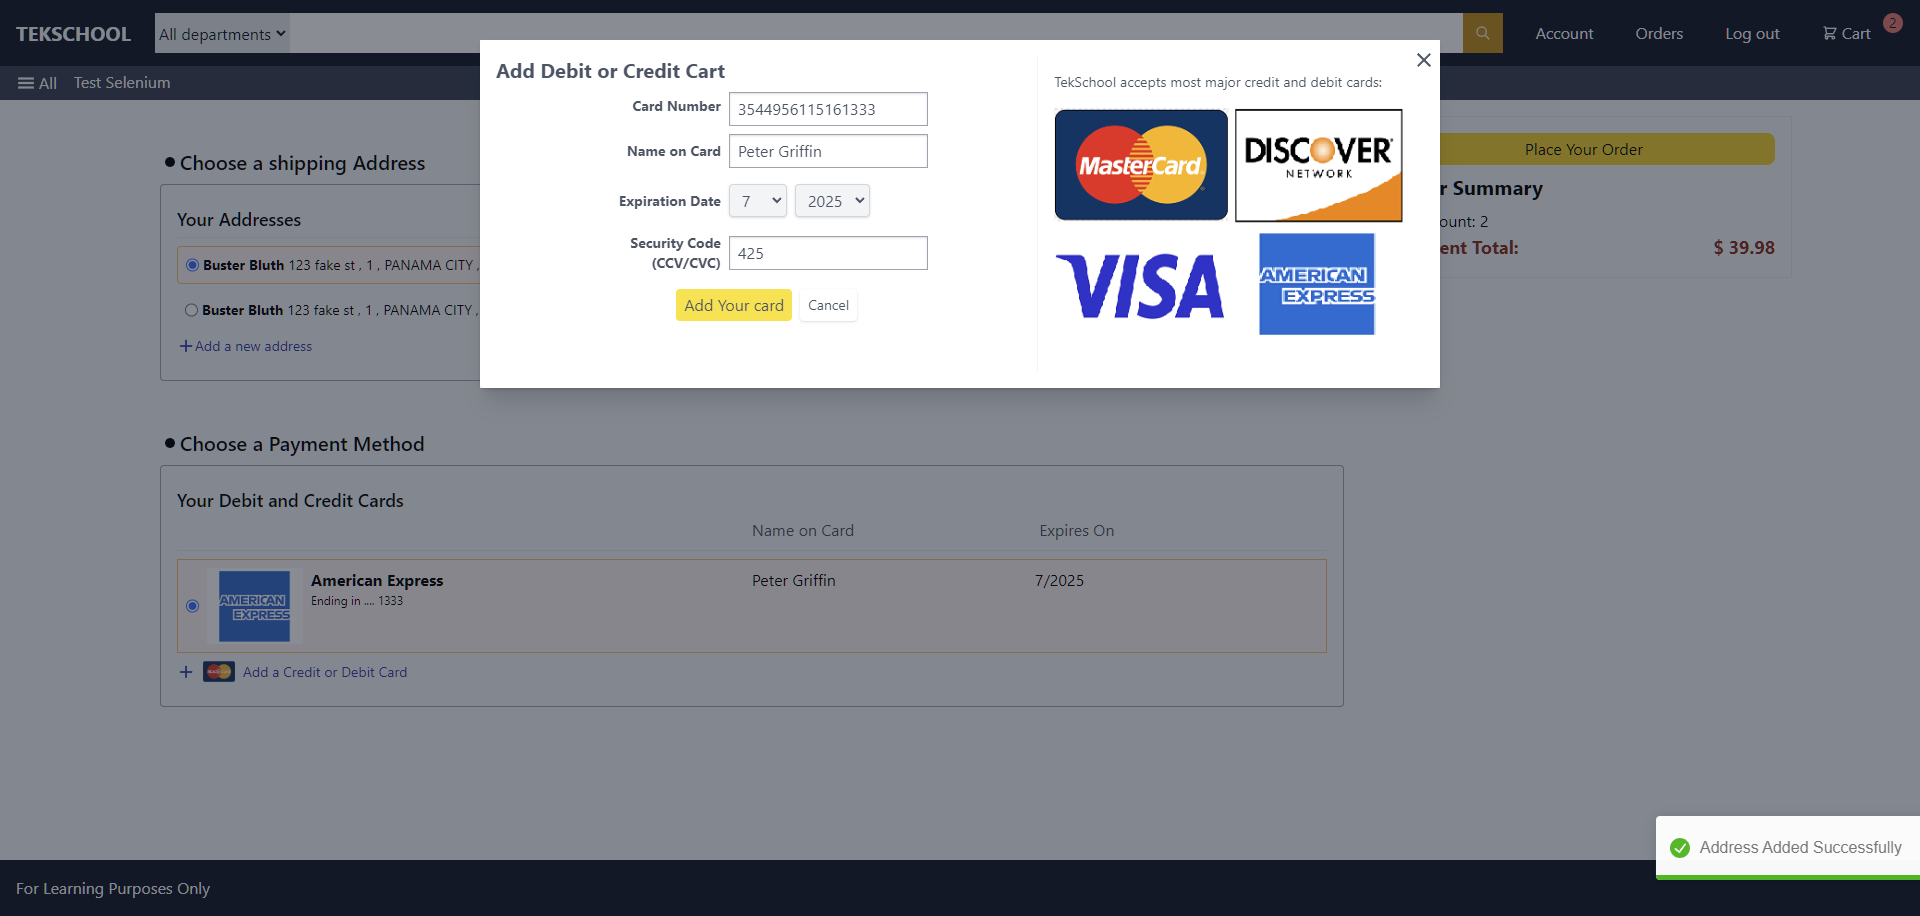 TEKSCHOOL
All departments
Account
Orders
Log out
Cart
2
All
Test Selenium
Add Debit or Credit Cart
Card Number
3544956115161333
Name on Card
Peter Griffin
Expiration Date
7
2025
Security Code
(CCV/CVC)
425
Add Your card
Cancel
TekSchool accepts most major credit and debit cards:
MasterCard
DISCOVER
NETWORK
VISA
AMERICAN
EXPRESS
Choose a shipping Address
Your Addresses
Buster Bluth 123 fake st , 1 , PANAMA CITY ,
Buster Bluth 123 fake st , 1 , PANAMA CITY ,
Add a new address
Place Your Order
r Summary
ount: 2
ent Total:
$ 39.98
Choose a Payment Method
Your Debit and Credit Cards
Name on Card
Expires On
AMERICAN
EXPRESS
American Express
Ending in .... 1333
Peter Griffin
7/2025
Add a Credit or Debit Card
Address Added Successfully
For Learning Purposes Only